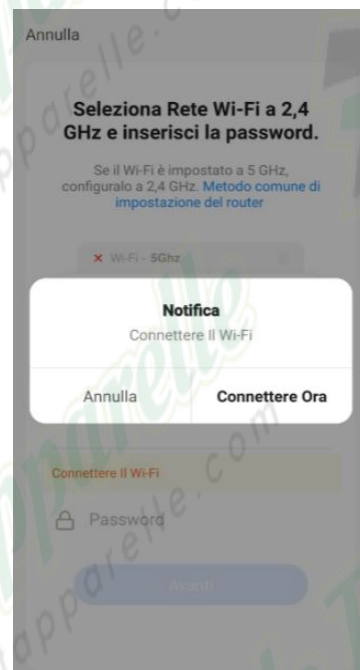 Annulla
Seleziona Rete Wi-Fi a 2,4
GHz e inserisci la password.
Se il Wi-Fi è impostato a 5 GHz,
configuralo a 2,4 GHz. Metodo comune di
impostazione del router
Wi-Fi - 5Ghz
Notifica
Connettere Il Wi-Fi
Annulla Connettere Ora
Connettere Il Wi-Fi
Password
Avanti